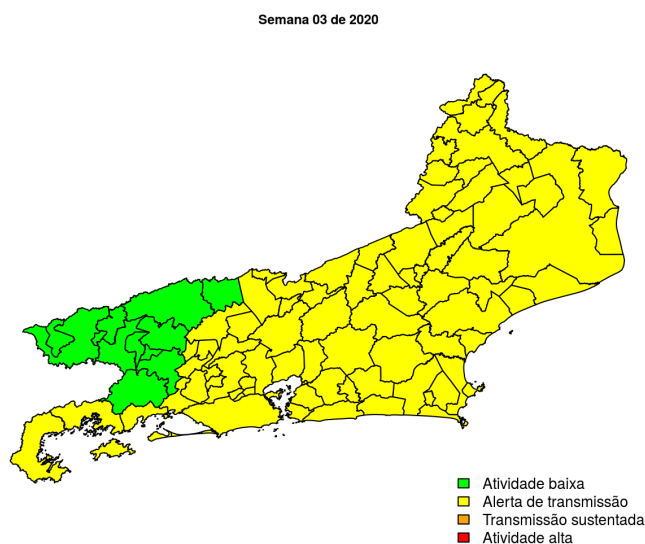 Semana 03 de 2020
Atividade baixa
Alerta de transmissão
Transmissão sustentada
Atividade alta